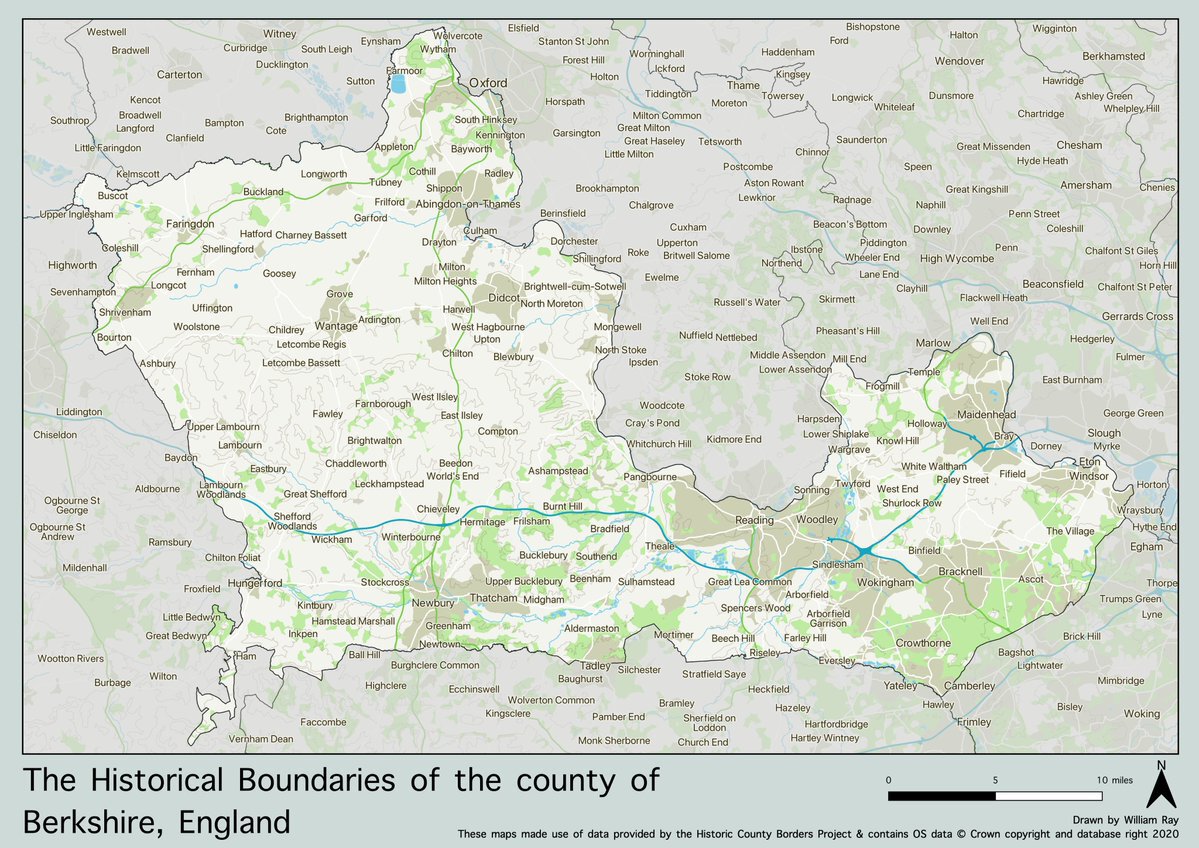 Westwell
Witney
Eynsham
Wolvercote
Elsfield
Bishopstone
Wigginton
Bradwell
Curbridge
South Leigh
Wytham
Stanton St John
Ford
Halton
Ducklington
Forest Hill
Worminghall
Haddenham
Wendover
Berkhamsted
Carterton
Sutton
Farmoor
Oxford
Holton
Ickford
Thame
Kingsey
Hawridge
Kencot
Horspath
Tiddington
Moreton
Towersey
Longwick
Dunsmore
Ashley Green
Broadwell
Brighthampton
Whiteleaf
Whelpley Hill
Southrop
Langford
Bampton
Cote
South Hinksey
Kennington
Garsington
Milton Common
Great Milton
Chartridge
Clanfield
Great Haseley
Tetsworth
Saunderton
Little Faringdon
Appleton
Bayworth
Little Milton
Chinnor
Great Missenden
Chesham
Kelmscott
Longworth
Cothill
Radley
Postcombe
Speen
Hyde Heath
Buscot
Buckland
Tubney
Shippon
Brookhampton
Aston Rowant
Great Kingshill
Amersham
Chenies
Frilford
Abingdon-on-Thames
Chalgrove
Lewknor
Radnage
Naphill
Upper Inglesham
Faringdon
Garford
Berinsfield
Beacon's Bottom
Penn Street
Hatford
Charney Bassett
Culham
Cuxham
Downley
Coleshill
Coleshill
Shellingford
Drayton
Dorchester
Upperton
Ibstone
Piddington
Penn
Chalfont St Giles
Highworth
Fernham
Goosey
Milton
Shillingford
Roke
Britwell Salome
Northend
Wheeler End
High Wycombe
Horn Hill
Longcot
Milton Heights
Brightwell-cum-Sotwell
Ewelme
Lane End
Sevenhampton
Grove
Didcot
North Moreton
Russell's Water
Skirmett
Clayhill
Beaconsfield
Chalfont St Peter
Shrivenham
Uffington
Ardington
Harwell
Flackwell Heath
Woolstone
Childrey
Wantage
West Hagbourne
Mongewell
Nuffield
Nettlebed
Pheasant's Hill
Well End
Gerrards Cross
Bourton
Letcombe Regis
Upton
Marlow
Hedgerley
Ashbury
Letcombe Bassett
Chilton
Blewbury
North Stoke
Ipsden
Middle Assendon
Mill End
Fulmer
Stoke Row
Lower Assendon
Temple
East Burnham
Farnborough
West Ilsley
Frogmill
Liddington
Fawley
East Ilsley
Woodcote
Maidenhead
George Green
Chiseldon
Upper Lambourn
Compton
Cray's Pond
Harpsden
Holloway
Slough
Lambourn
Brightwalton
Whitchurch Hill
Kidmore End
Lower Shiplake
Knowl Hill
Bray
Dorney
Myrke
Baydon
Wargrave
Eastbury
Chaddleworth
Beedon
Ashampstead
White Waltham
Eton
Aldbourne
Lambourn
Woodlands
Leckhampstead
World's End
Pangbourne
Twyford
Paley Street
Fifield
Windsor
Horton
Ogbourne St
George
Great Shefford
Sonning
West End
Shefford
Woodlands
Chieveley
Burnt Hill
Shurlock Row
Wraysbury
Ogbourne St
Andrew
Hermitage
Frilsham
Bradfield
Reading
Woodley
The Village
Hythe End
Ramsbury
Wickham
Winterbourne
Theale
Egham
Chilton Foliat
Bucklebury
Southend
Binfield
Mildenhall
Sindlesham
Bracknell
Hungerford
Stockcross
Upper Bucklebury
Beenham
Sulhamstead
Great Lea Common
Wokingham
Ascot
Thorpe
Froxfield
Thatcham
Midgham
Arborfield
Trumps Green
Kintbury
Newbury
Spencers Wood
Little Bedwyn
Hamstead Marshall
Greenham
Aldermaston
Arborfield
Garrison
Lyne
Great Bedwyn
Inkpen
Mortimer
Beech Hill
Farley Hill
Crowthorne
Brick Hill
Newtown
Riseley
Bagshot
Wootton Rivers
Ham
Ball Hill
Burghclere Common
Tadley
Silchester
Eversley
Lightwater
Wilton
Baughurst
Stratfield Saye
Burbage
Highclere
Ecchinswell
Heckfield
Yateley
Camberley
Mimbridge
Wolverton Common
Bramley
Hawley
Bisley
Woking
Kingsclere
Pamber End
Sherfield on
Loddon
Hazeley
Faccombe
Hartfordbridge
Frimley
Vernham Dean
Monk Sherborne
Church End
Hartley Wintney
The Historical Boundaries of the county of
Berkshire, England
0 5 10 miles
N
Drawn by William Ray
These maps made use of data provided by the Historic County Borders Project & contains OS data © Crown copyright and database right 2020